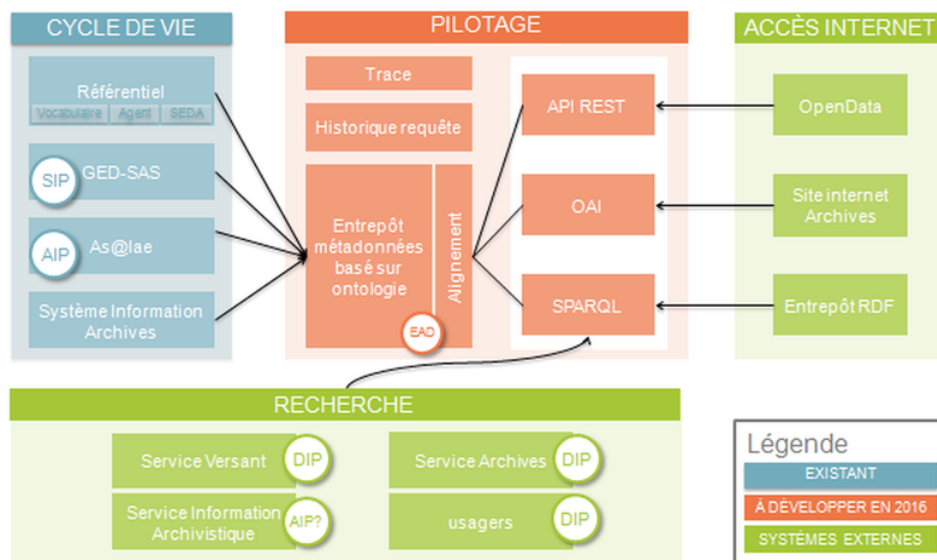 CYCLE DE VIE
Référentiel
Vocabulaire
Agent
SEDA
SIP
GED-SAS
AIP
As@lae
Système Information
Archives
PILOTAGE
Trace
Historique requête
Entrepôt
métadonnées
basé sur
ontologie
Alignement
EAD
API REST
OAI
SPARQL
ACCÈS INTERNET
OpenData
Site internet
Archives
Entrepôt RDF
RECHERCHE
Service Versant
DIP
Service Archives
DIP
Service Information
Archivistique
AIP?
usagers
DIP
Légende
EXISTANT
À DÉVELOPPER EN 2016
SYSTÈMES EXTERNES